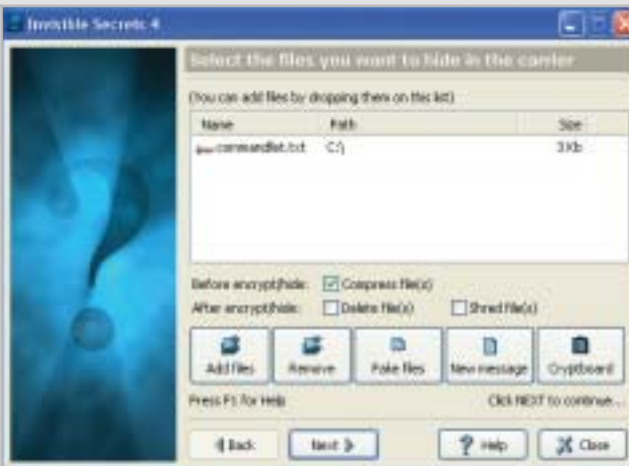 Invisible Secrets 4
Select the files you want to hide in the carrier
(You can add files by dropping them on this list)
Name Path Size
commandlist.txt C:\ 3 Kb
Before encrypt/hide: Compress file(s)
After encrypt/hide: Delete file(s) Shred file(s)
Add files Remove Fake files New message Cryptboard
Press F1 for Help Click NEXT to continue...
Back Next Help Close